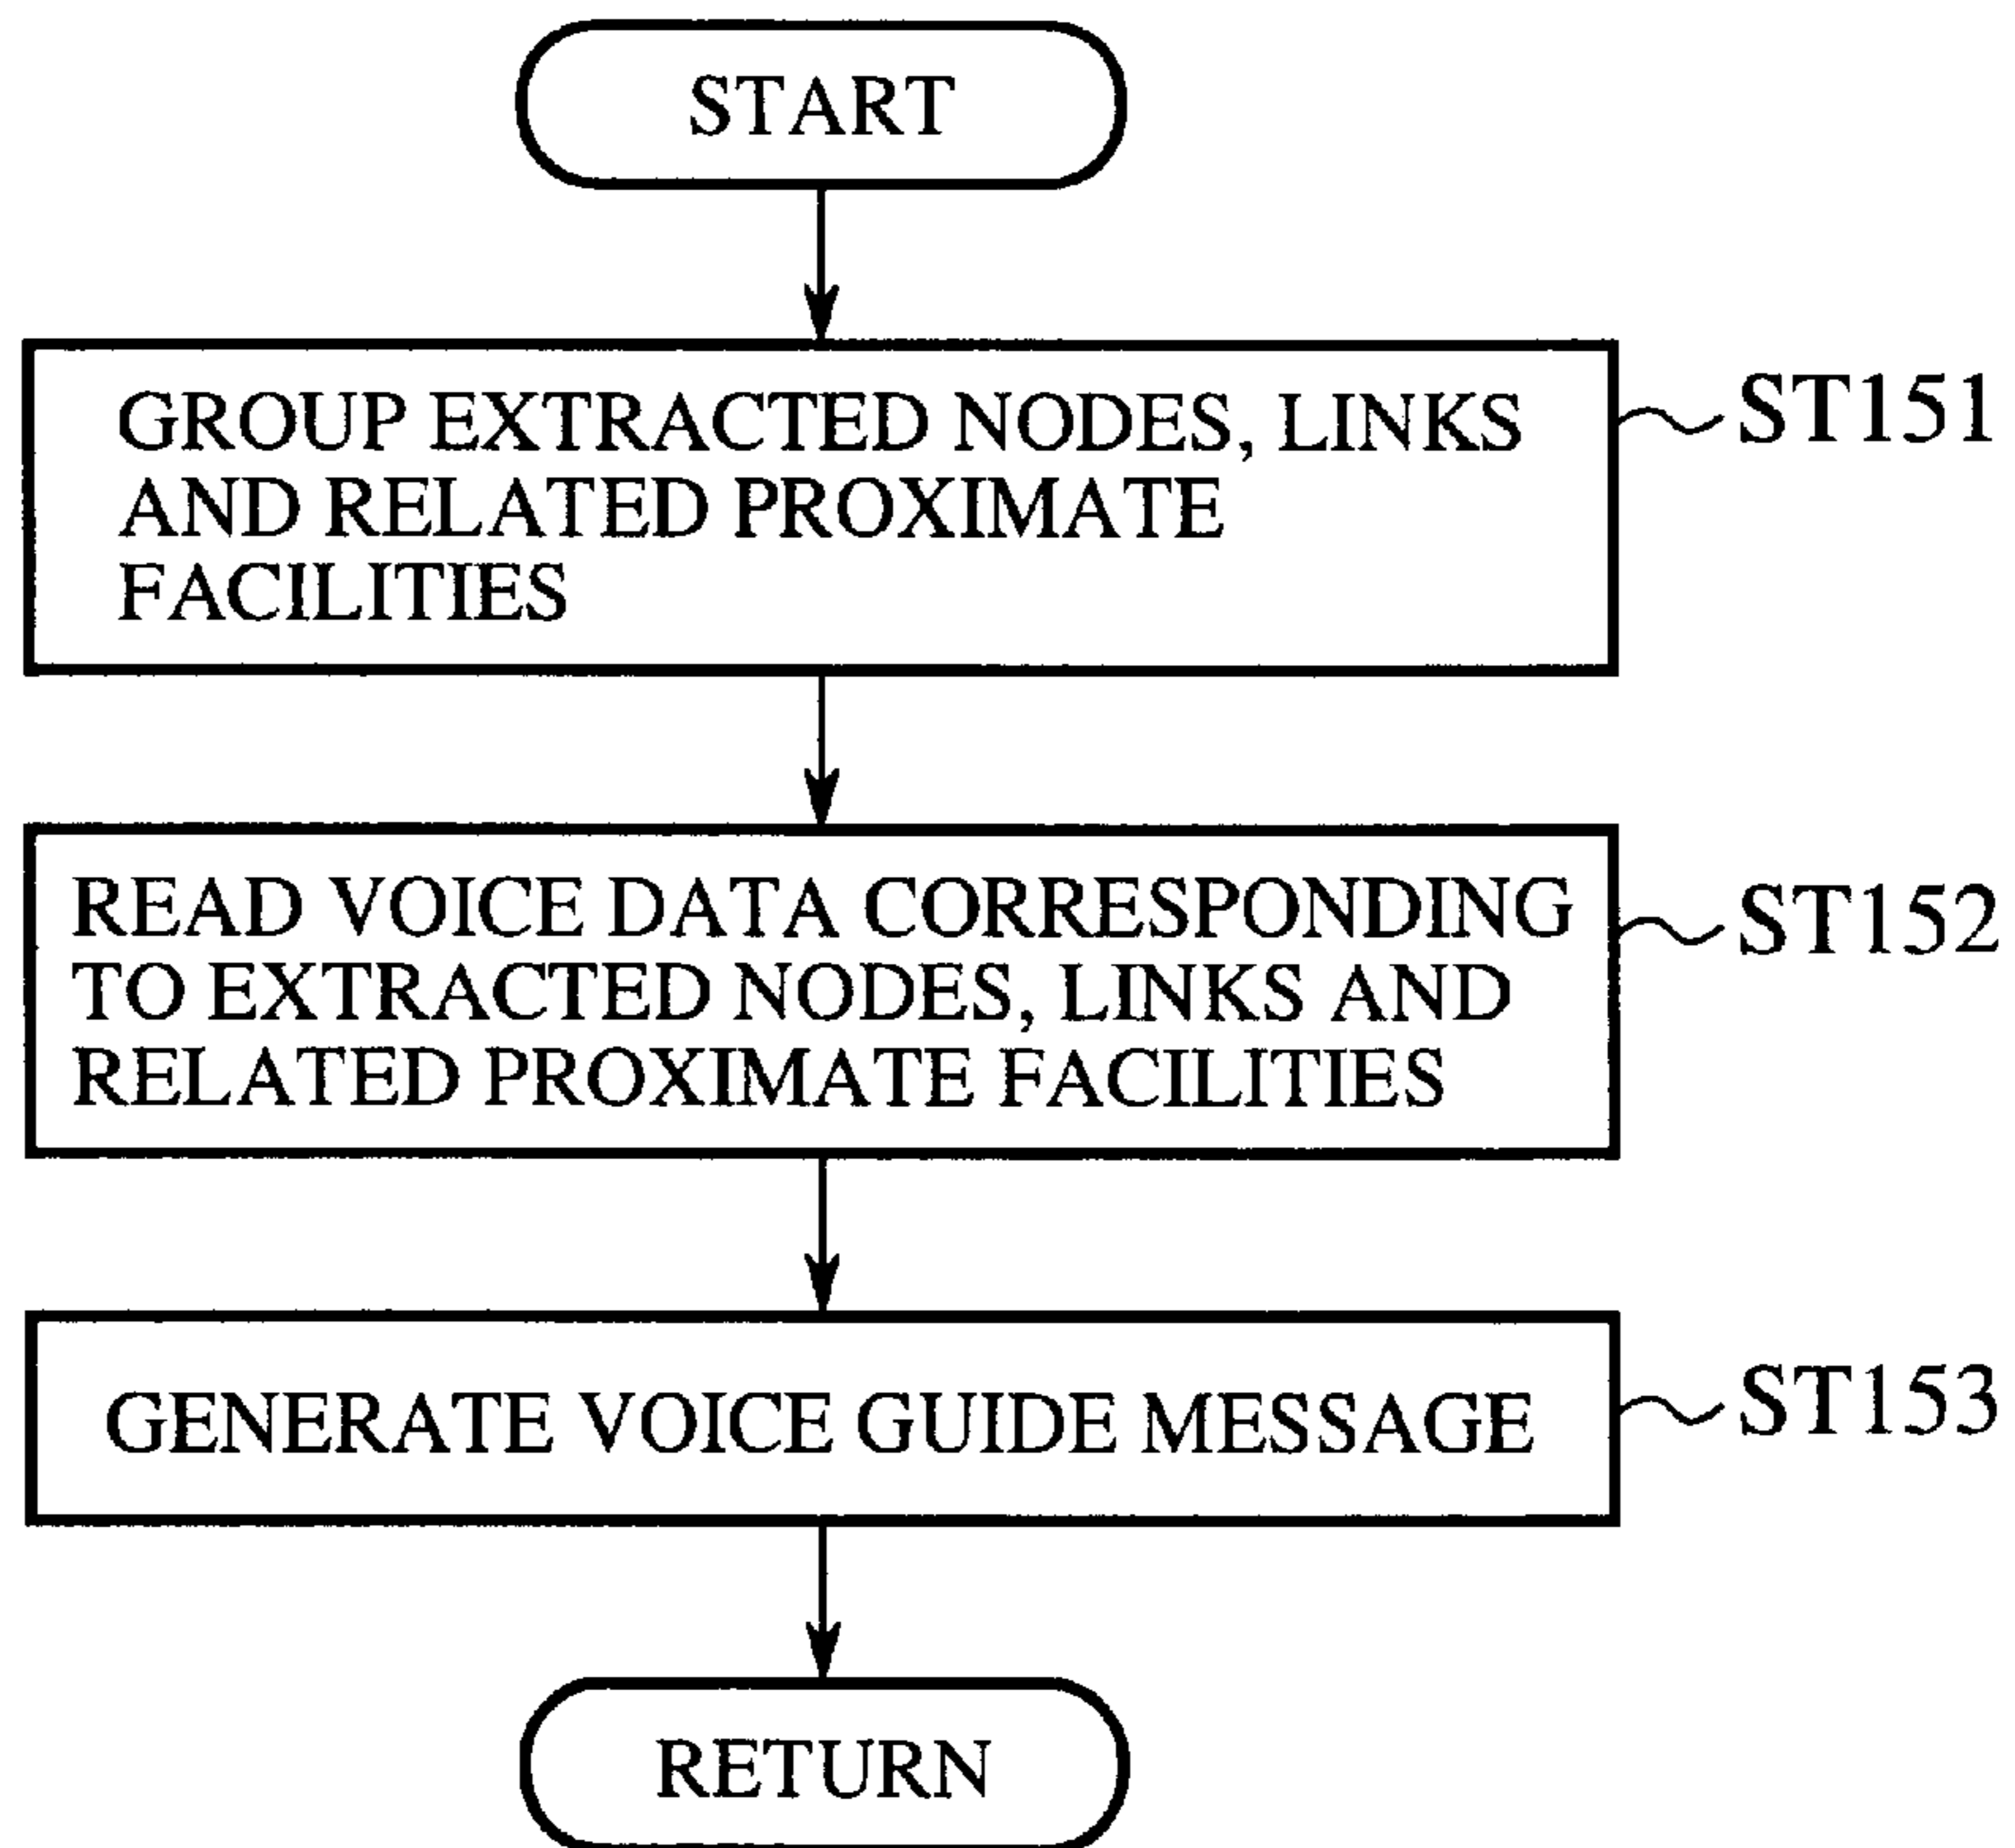 START
GROUP EXTRACTED NODES, LINKS
AND RELATED PROXIMATE
FACILITIES
ST151
READ VOICE DATA CORRESPONDING
TO EXTRACTED NODES, LINKS AND
RELATED PROXIMATE FACILITIES
ST152
GENERATE VOICE GUIDE MESSAGE
ST153
RETURN